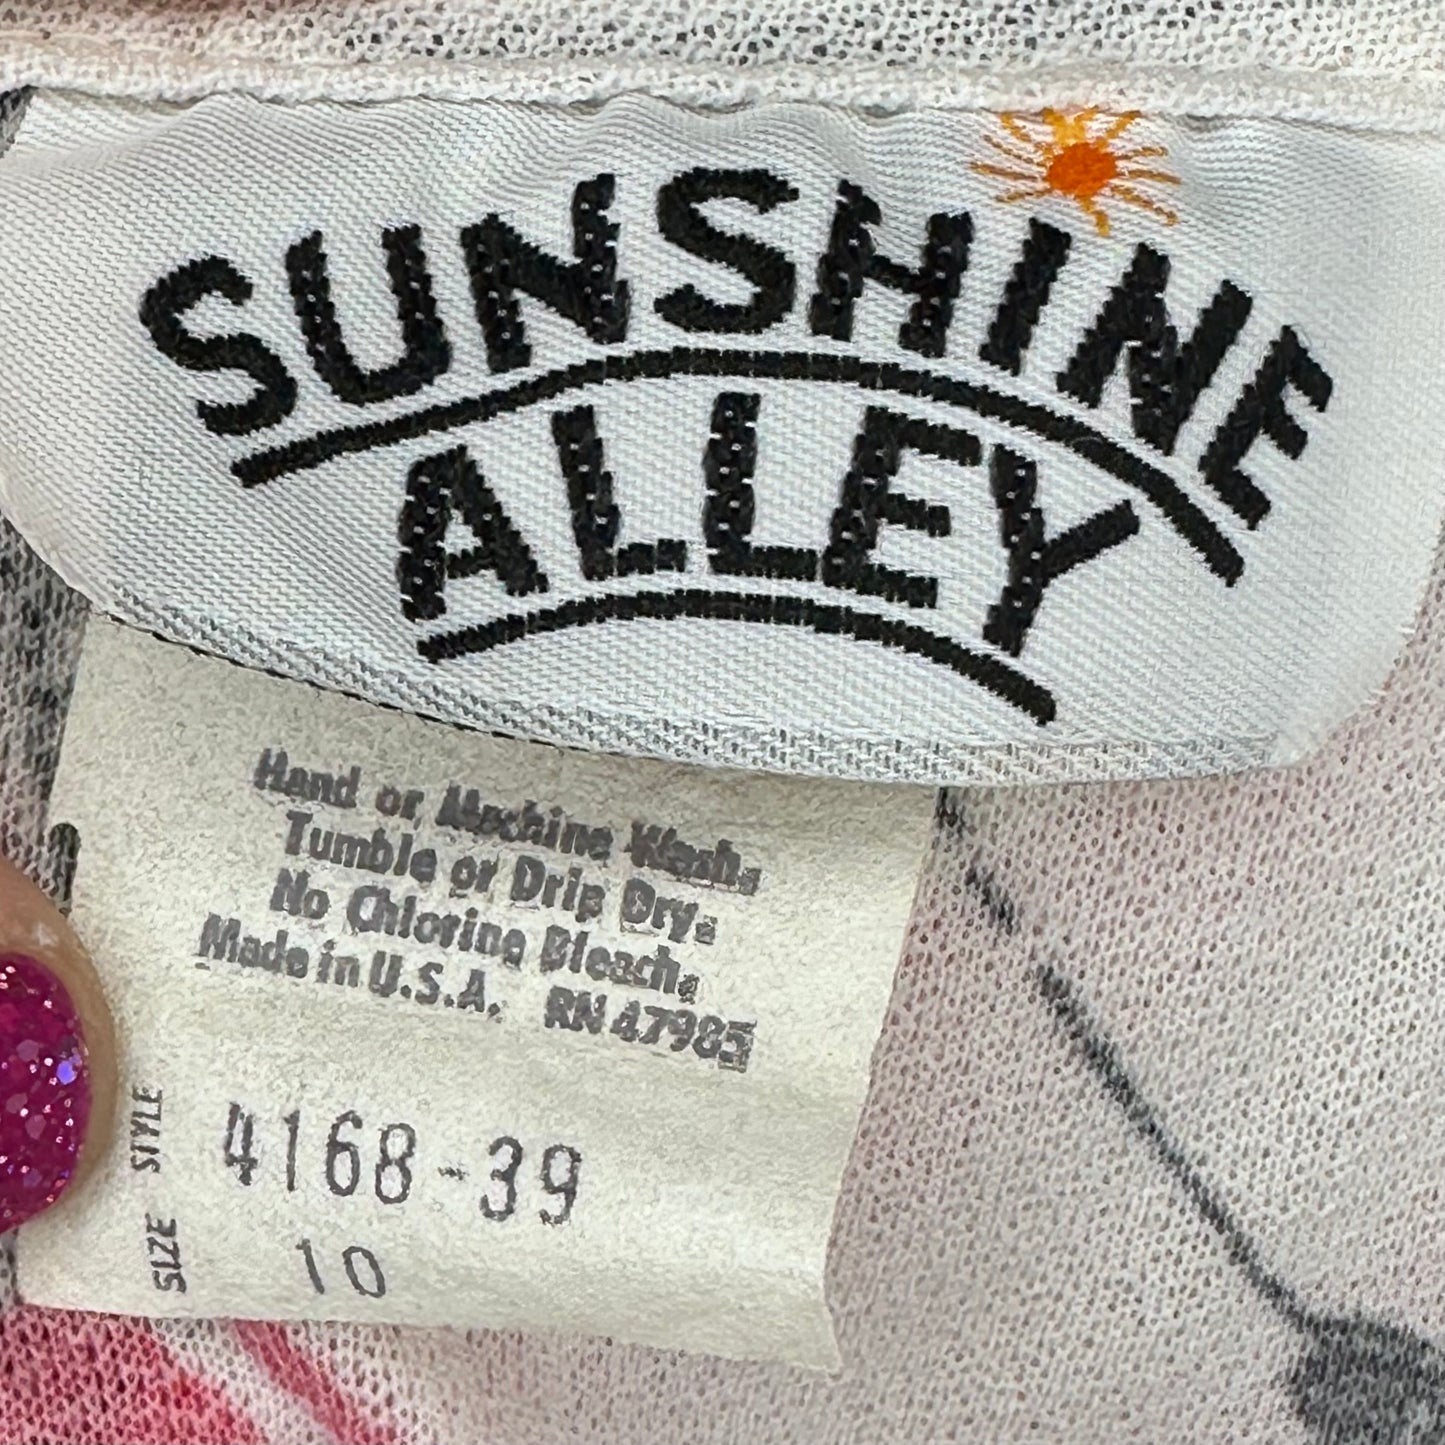 SUNSHINE
ALLEY
Hand or Machine Wash.
Tumble or Drip Dry.
No Chlorine Bleach.
Made in U.S.A. RN 47985
STYLE 4168-39
SIZE 10